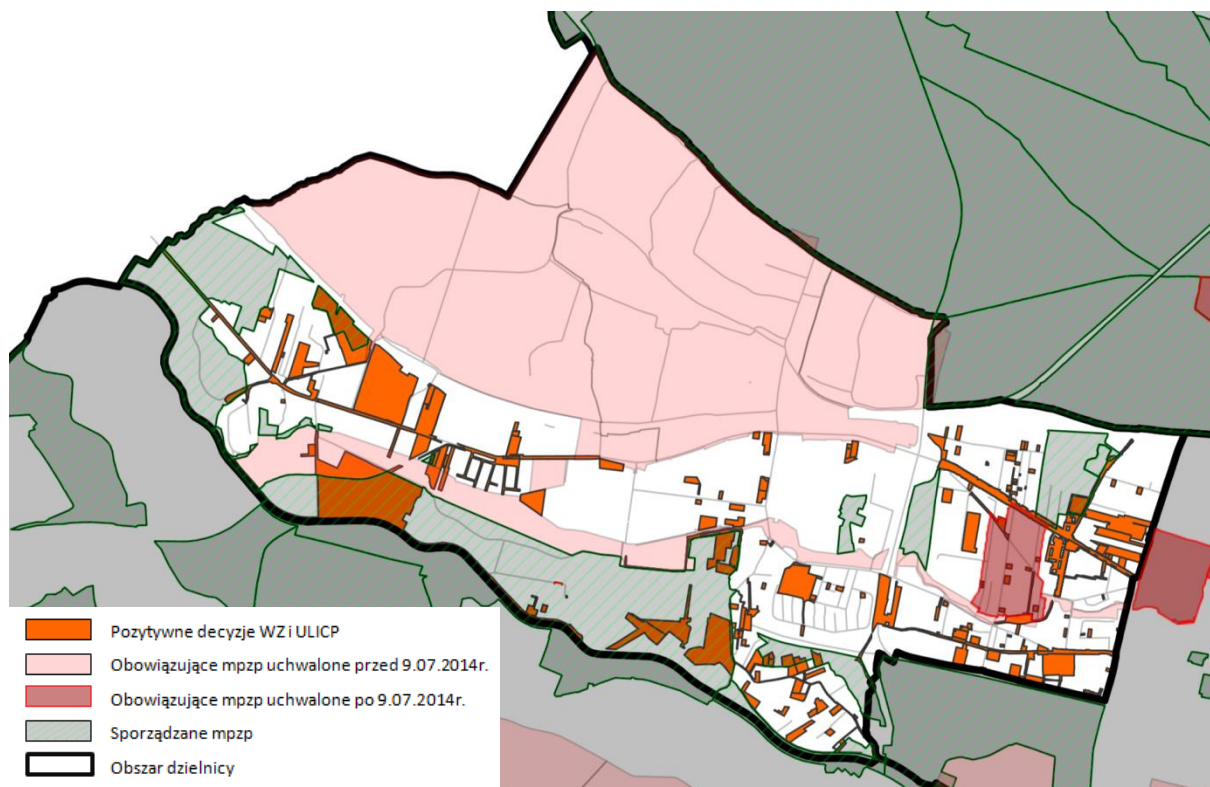 Pozytywne decyzje WZ i ULICP
Obowiązujące mpzp uchwalone przed 9.07.2014r.
Obowiązujące mpzp uchwalone po 9.07.2014r.
Sporządzane mpzp
Obszar dzielnicy